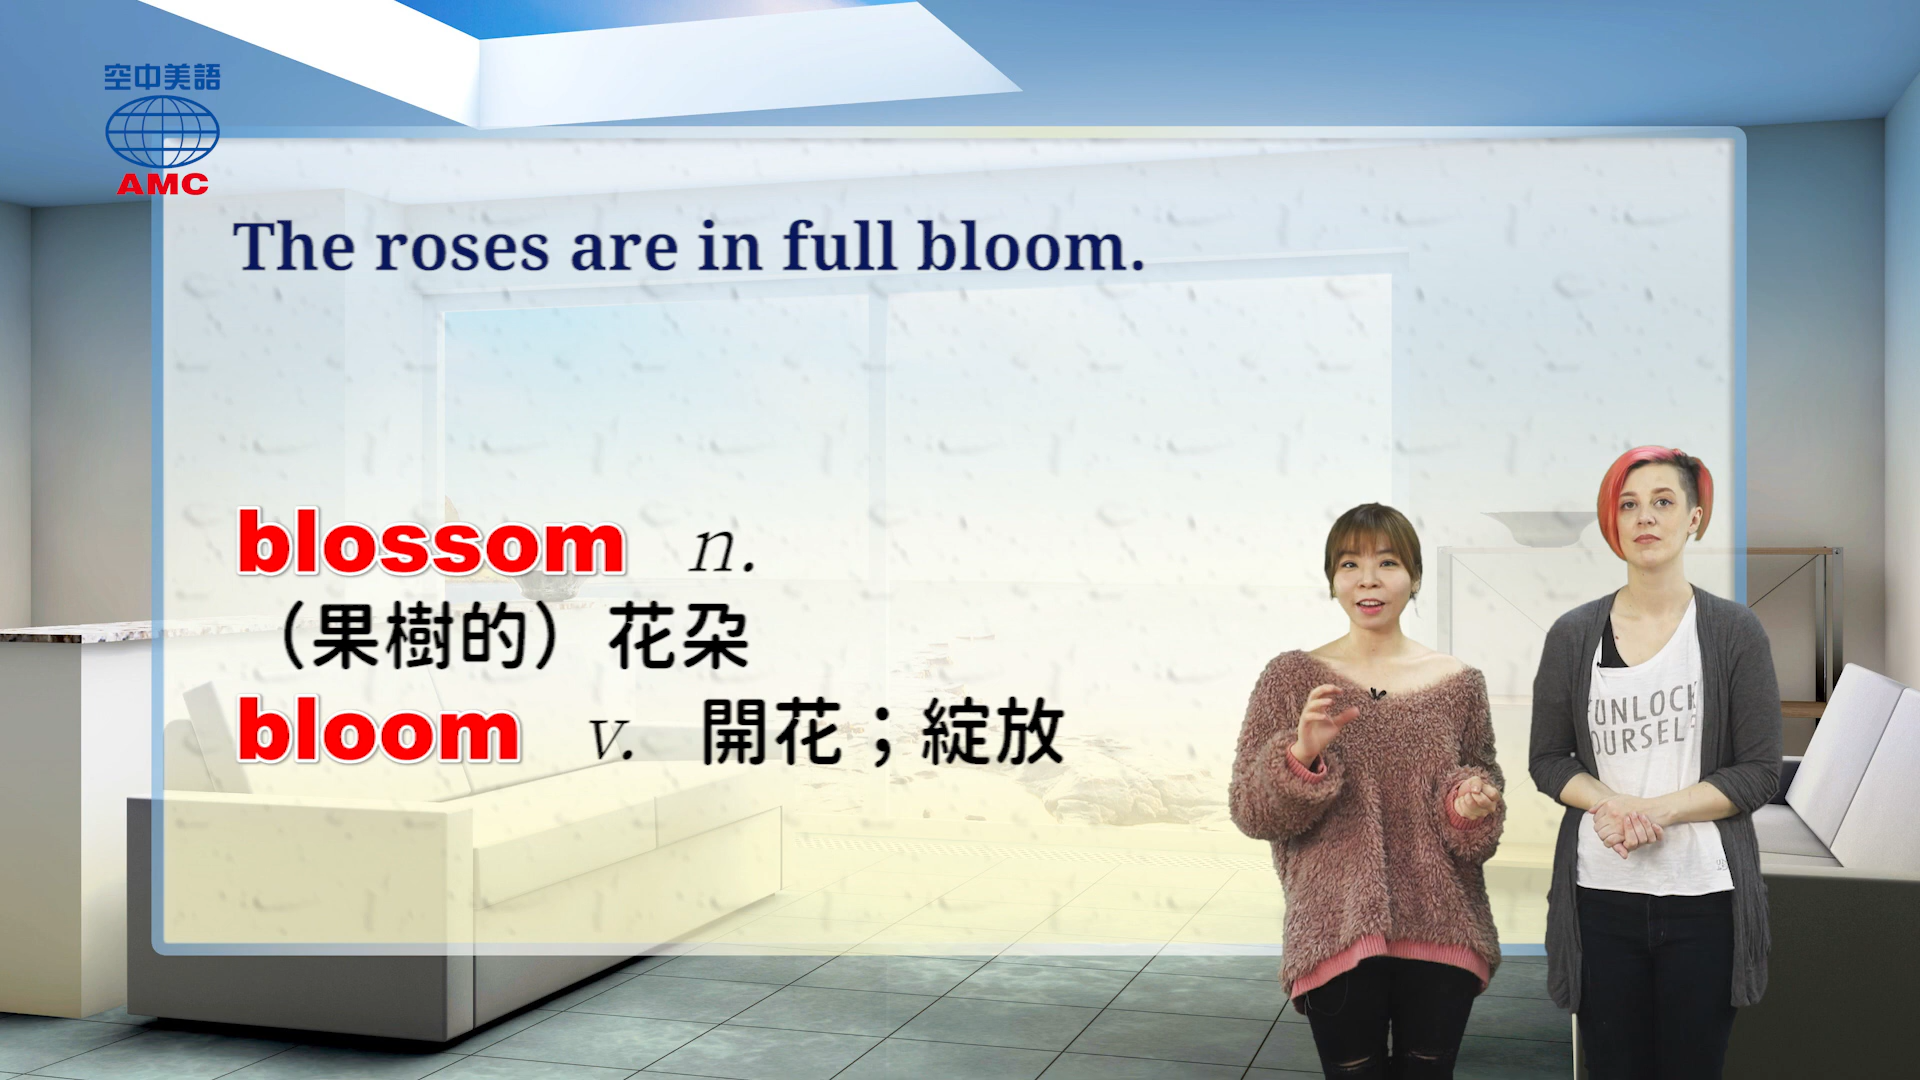 空中美語
AMC
The roses are in full bloom.
blossom n.
（果樹的）花朵
bloom v. 開花；綻放
UNLOCK